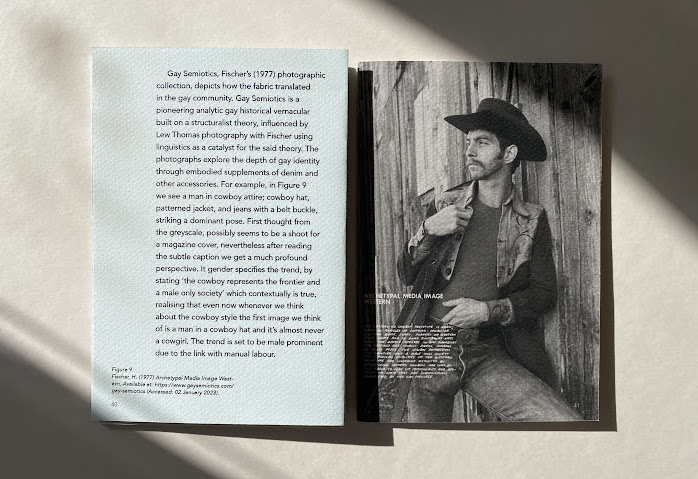 Gay Semiotics, Fischer's (1977) photographic
collection, depicts how the fabric translated
in the gay community. Gay Semiotics is a
pioneering analytic gay historical vernacular
built on a structuralist theory, influenced by
Lew Thomas photography with Fischer using
linguistics as a catalyst for the said theory. The
photographs explore the depth of gay identity
through embodied supplements of denim and
other accessories. For example, in Figure 9
we see a man in cowboy attire; cowboy hat,
patterned jacket, and jeans with a belt buckle,
striking a dominant pose. First thought from
the greyscale, possibly seems to be a shoot for
a magazine cover, nevertheless after reading
the subtle caption we get a much profound
perspective. It gender specifies the trend, by
stating 'the cowboy represents the frontier and
a male only society' which contextually is true,
realising that even now whenever we think
about the cowboy style the first image we think
of is a man in a cowboy hat and it's almost never
a cowgirl. The trend is set to be male prominent
due to the link with manual labour.
Figure 9
Fischer, H. (1977) Archetypal Media Image West-
ern. Available at: https://www.gaysemiotics.com/
gay-semiotics (Accessed: 02 January 2023).
40
ARCHETYPAL MEDIA IMAGE
WESTERN
41